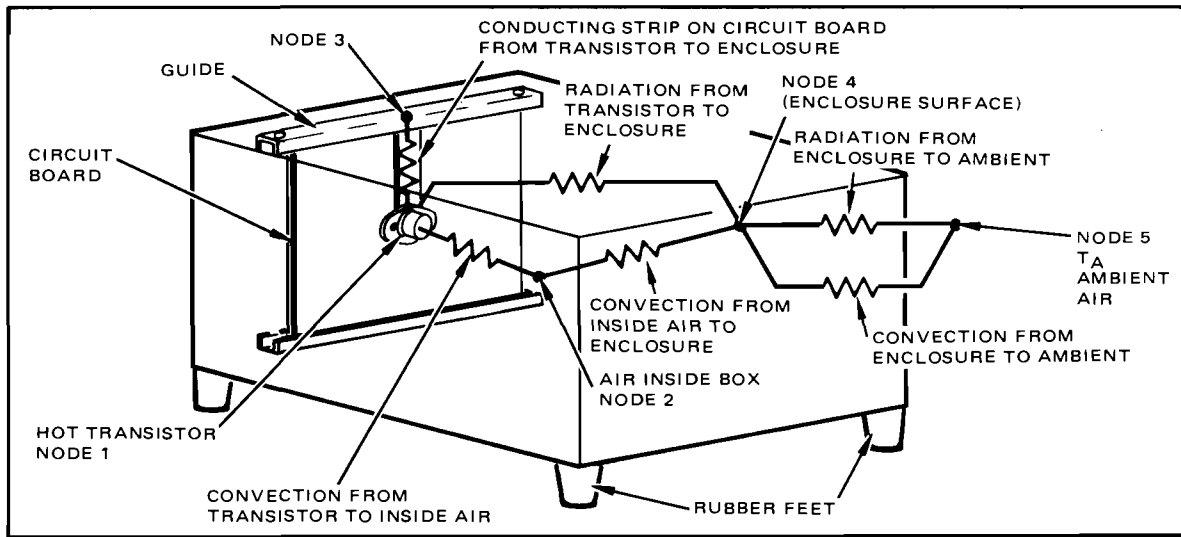 NODE 3
CONDUCTING STRIP ON CIRCUIT BOARD
FROM TRANSISTOR TO ENCLOSURE
GUIDE
RADIATION FROM
TRANSISTOR TO
ENCLOSURE
NODE 4
(ENCLOSURE SURFACE)
RADIATION FROM
ENCLOSURE TO AMBIENT
CIRCUIT
BOARD
NODE 5
TA
AMBIENT
AIR
CONVECTION FROM
INSIDE AIR TO
ENCLOSURE
CONVECTION FROM
ENCLOSURE TO AMBIENT
AIR INSIDE BOX
NODE 2
HOT TRANSISTOR
NODE 1
CONVECTION FROM
TRANSISTOR TO INSIDE AIR
RUBBER FEET